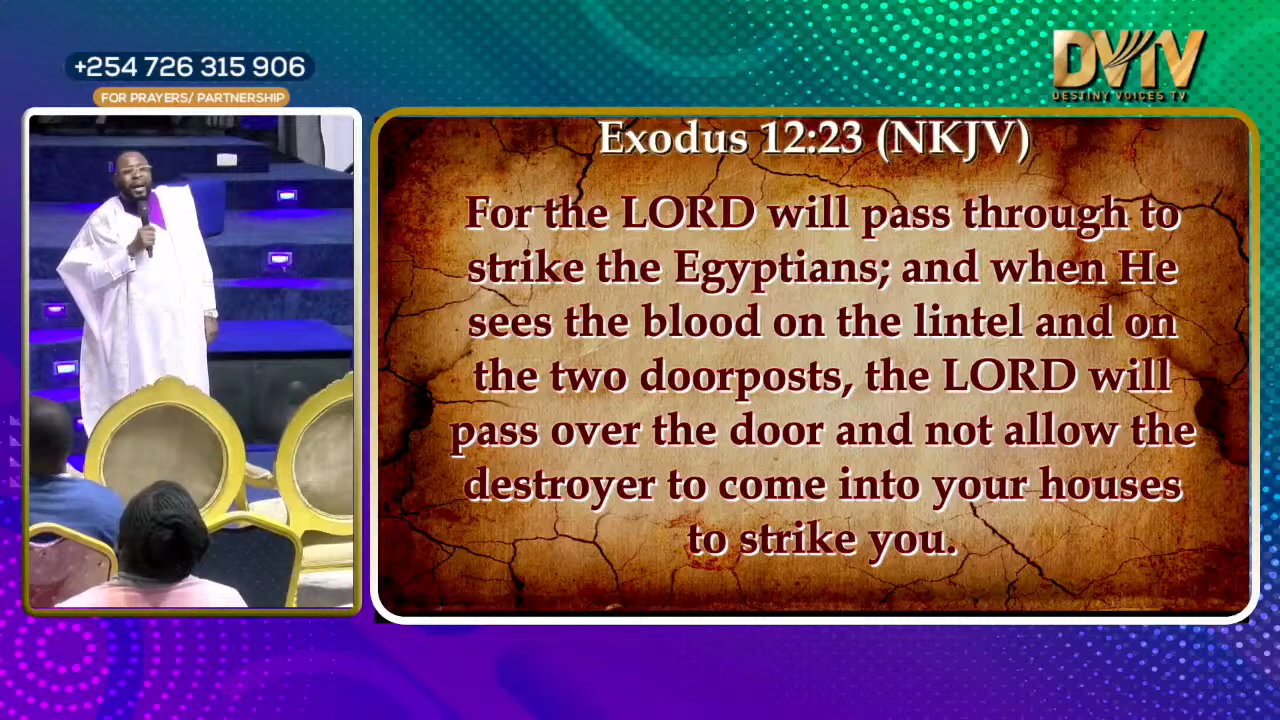 +254 726 315 906
FOR PRAYERS/ PARTNERSHIP
DVTV
DESTINY VOICES TV
Exodus 12:23 (NKJV)
For the LORD will pass through to
strike the Egyptians; and when He
sees the blood on the lintel and on
the two doorposts, the LORD will
pass over the door and not allow the
destroyer to come into your houses
to strike you.